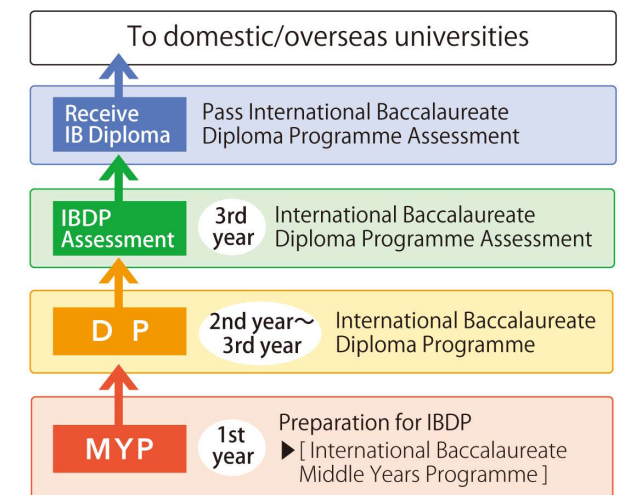 To domestic/overseas universities
Receive
IB Diploma
Pass International Baccalaureate
Diploma Programme Assessment
IBDP
Assessment
3rd
year
International Baccalaureate
Diploma Programme Assessment
D P
2nd year〜
3rd year
International Baccalaureate
Diploma Programme
MYP
1st
year
Preparation for IBDP
▶[ International Baccalaureate
Middle Years Programme ]